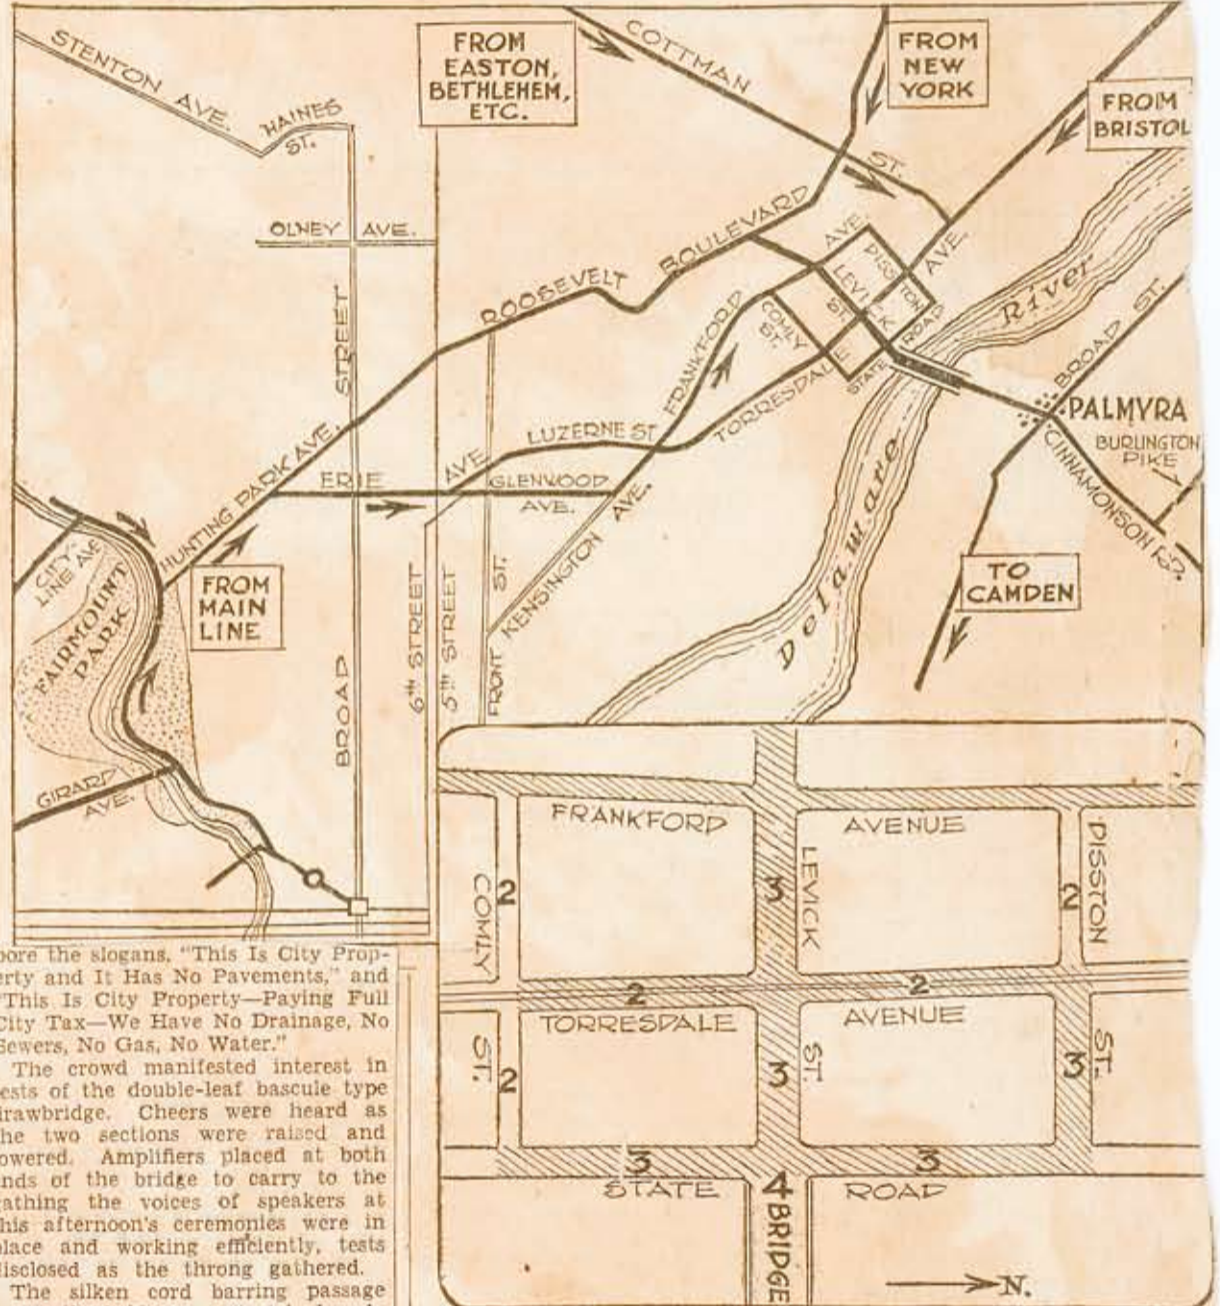 STENTON AVE.
HAINES
ST.
OLNEY AVE.
FROM
EASTON,
BETHLEHEM,
ETC.
COTTMAN
ST.
FROM
NEW
YORK
FROM
BRISTOL
ROOSEVELT BOULEVARD
AVE.
DISSTON
ROAD
AVE.
LEVICK
ST.
COMLY
ST.
STATE
FRANKFORD
TORRESDALE
River
Delaware
BROAD ST.
PALMYRA
BURLINGTON
PIKE
CINNAMONSON RD.
TO
CAMDEN
STREET
BROAD
HUNTING PARK AVE.
ERIE AVE.
LUZERNE ST
GLENWOOD
AVE.
KENSINGTON AVE.
6TH STREET
5TH STREET
FRONT ST.
CITY
LINE AVE
FAIRMOUNT
PARK
FROM
MAIN
LINE
GIRARD
AVE.
FRANKFORD AVENUE
COMLY
2
3
LEVICK
2
DISSTON
2
2
TORRESDALE AVENUE
ST.
2
3
ST.
3
ST.
3
3
STATE ROAD
4
BRIDGE
N.
bore the slogans, "This Is City Prop-
erty and It Has No Pavements," and
"This Is City Property—Paying Full
City Tax—We Have No Drainage, No
Sewers, No Gas, No Water."
The crowd manifested interest in
tests of the double-leaf bascule type
drawbridge. Cheers were heard as
the two sections were raised and
lowered. Amplifiers placed at both
ends of the bridge to carry to the
gathing the voices of speakers at
this afternoon's ceremonies were in
place and working efficiently, tests
disclosed as the throng gathered.
The silken cord barring passage